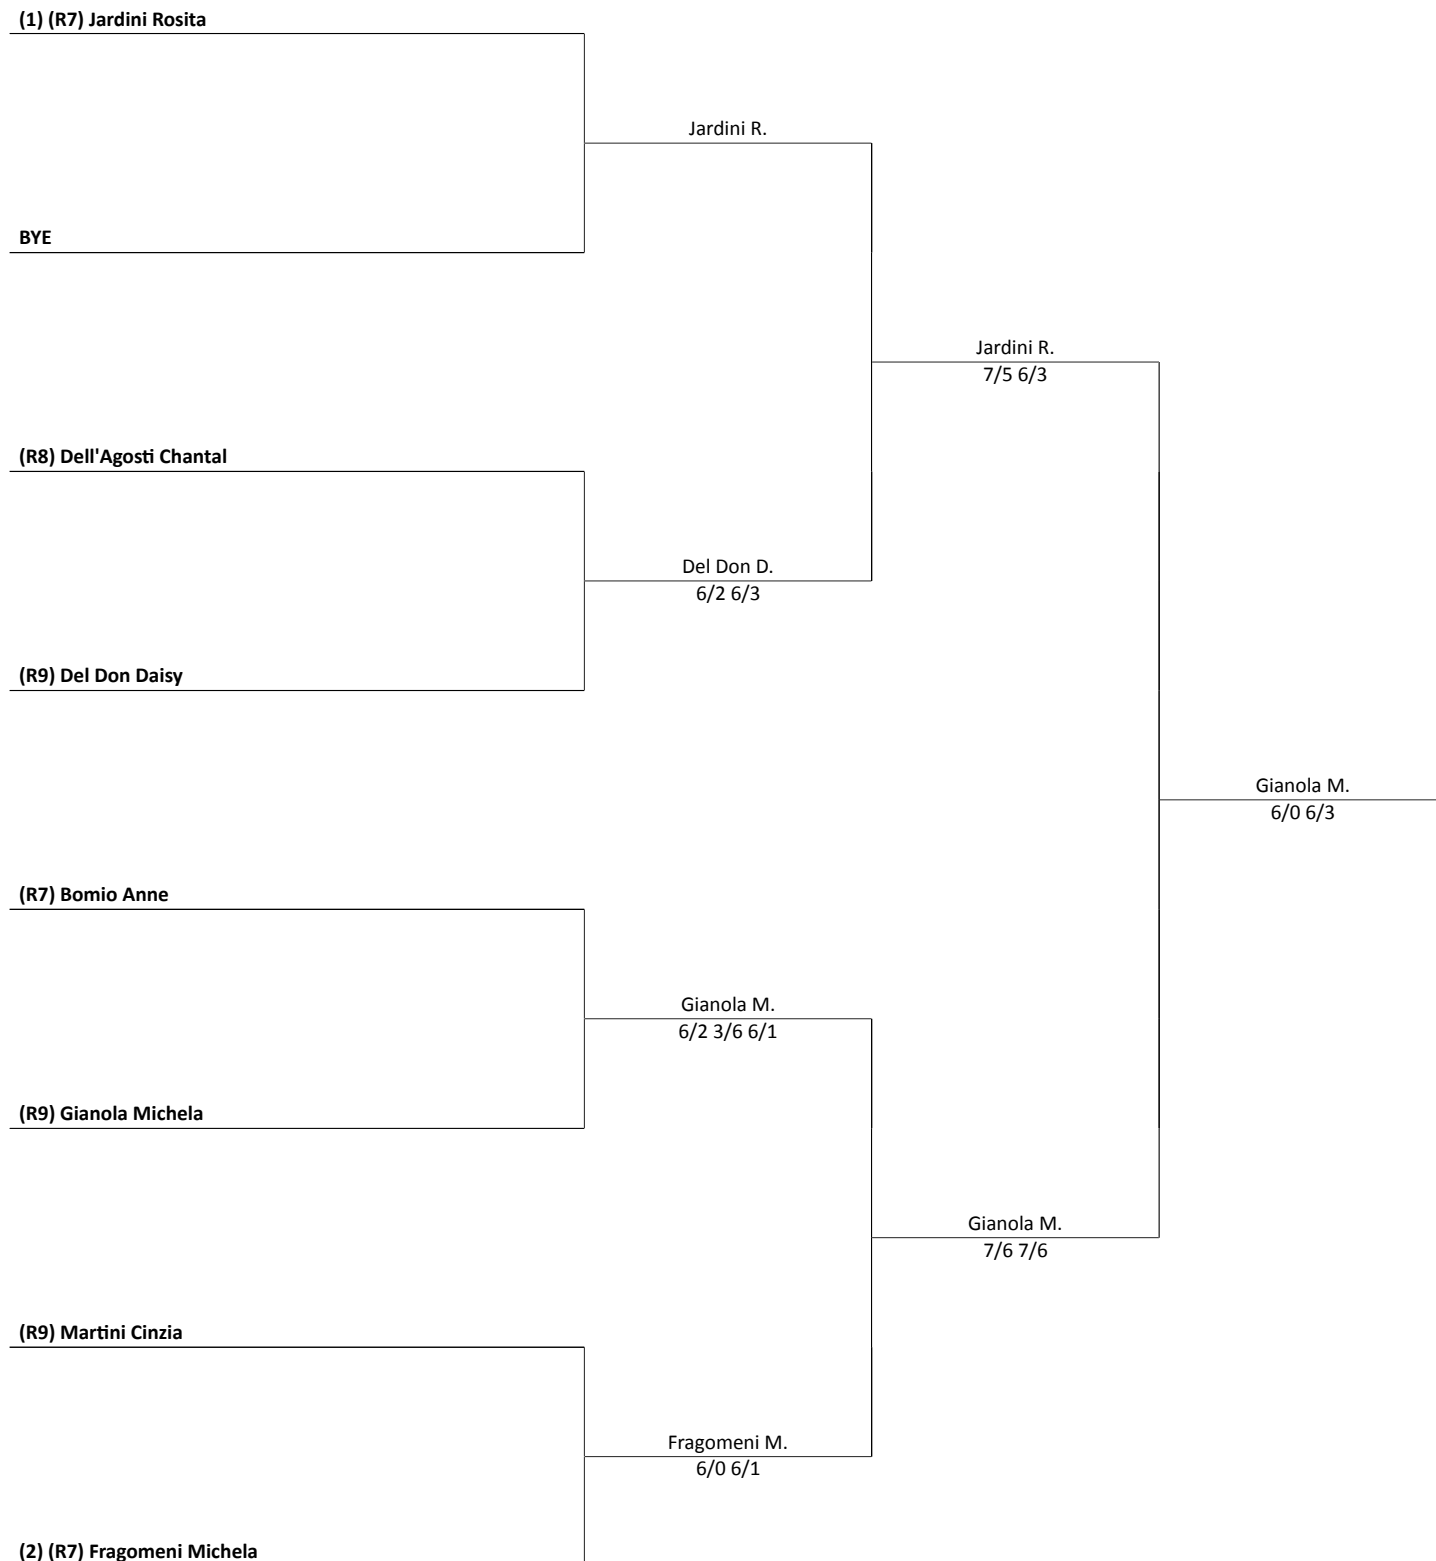 (1) (R7) Jardini Rosita
Jardini R.
BYE
Jardini R.
7/5 6/3
(R8) Dell'Agosti Chantal
Del Don D.
6/2 6/3
(R9) Del Don Daisy
Gianola M.
6/0 6/3
(R7) Bomio Anne
Gianola M.
6/2 3/6 6/1
(R9) Gianola Michela
Gianola M.
7/6 7/6
(R9) Martini Cinzia
Fragomeni M.
6/0 6/1
(2) (R7) Fragomeni Michela